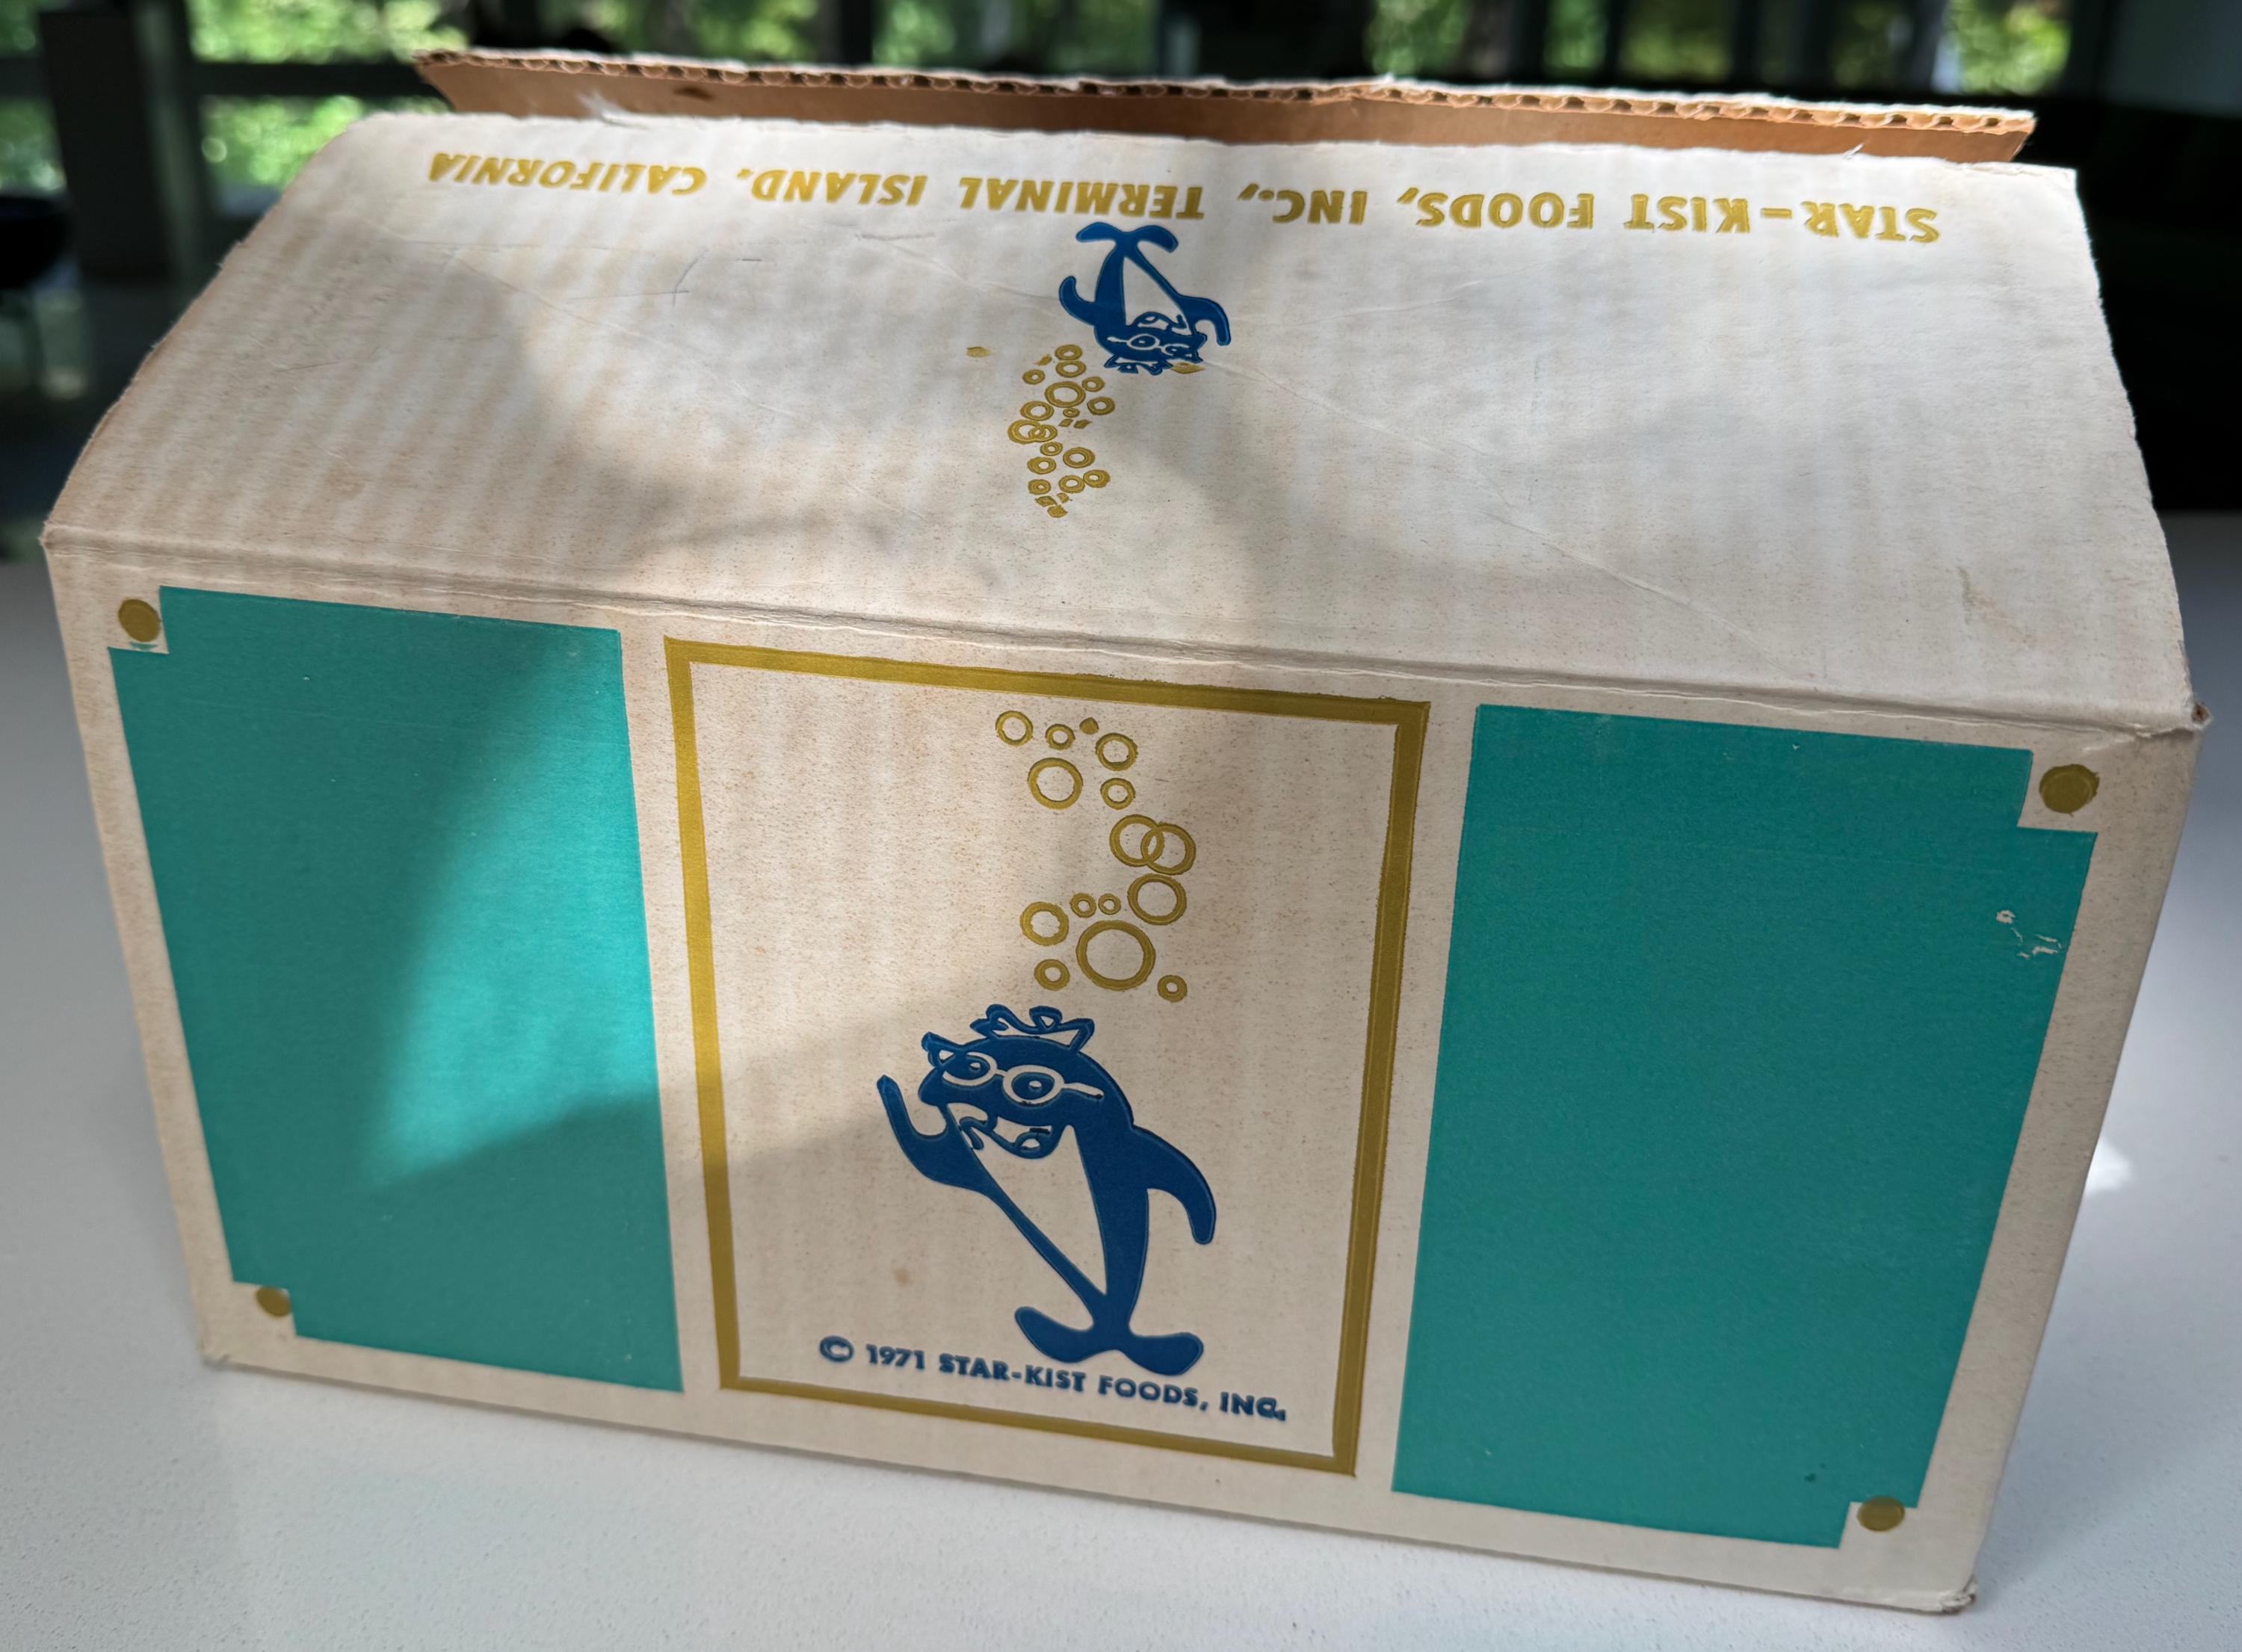 STAR-KIST FOODS, INC., TERMINAL ISLAND, CALIFORNIA
© 1971 STAR-KIST FOODS, INC.